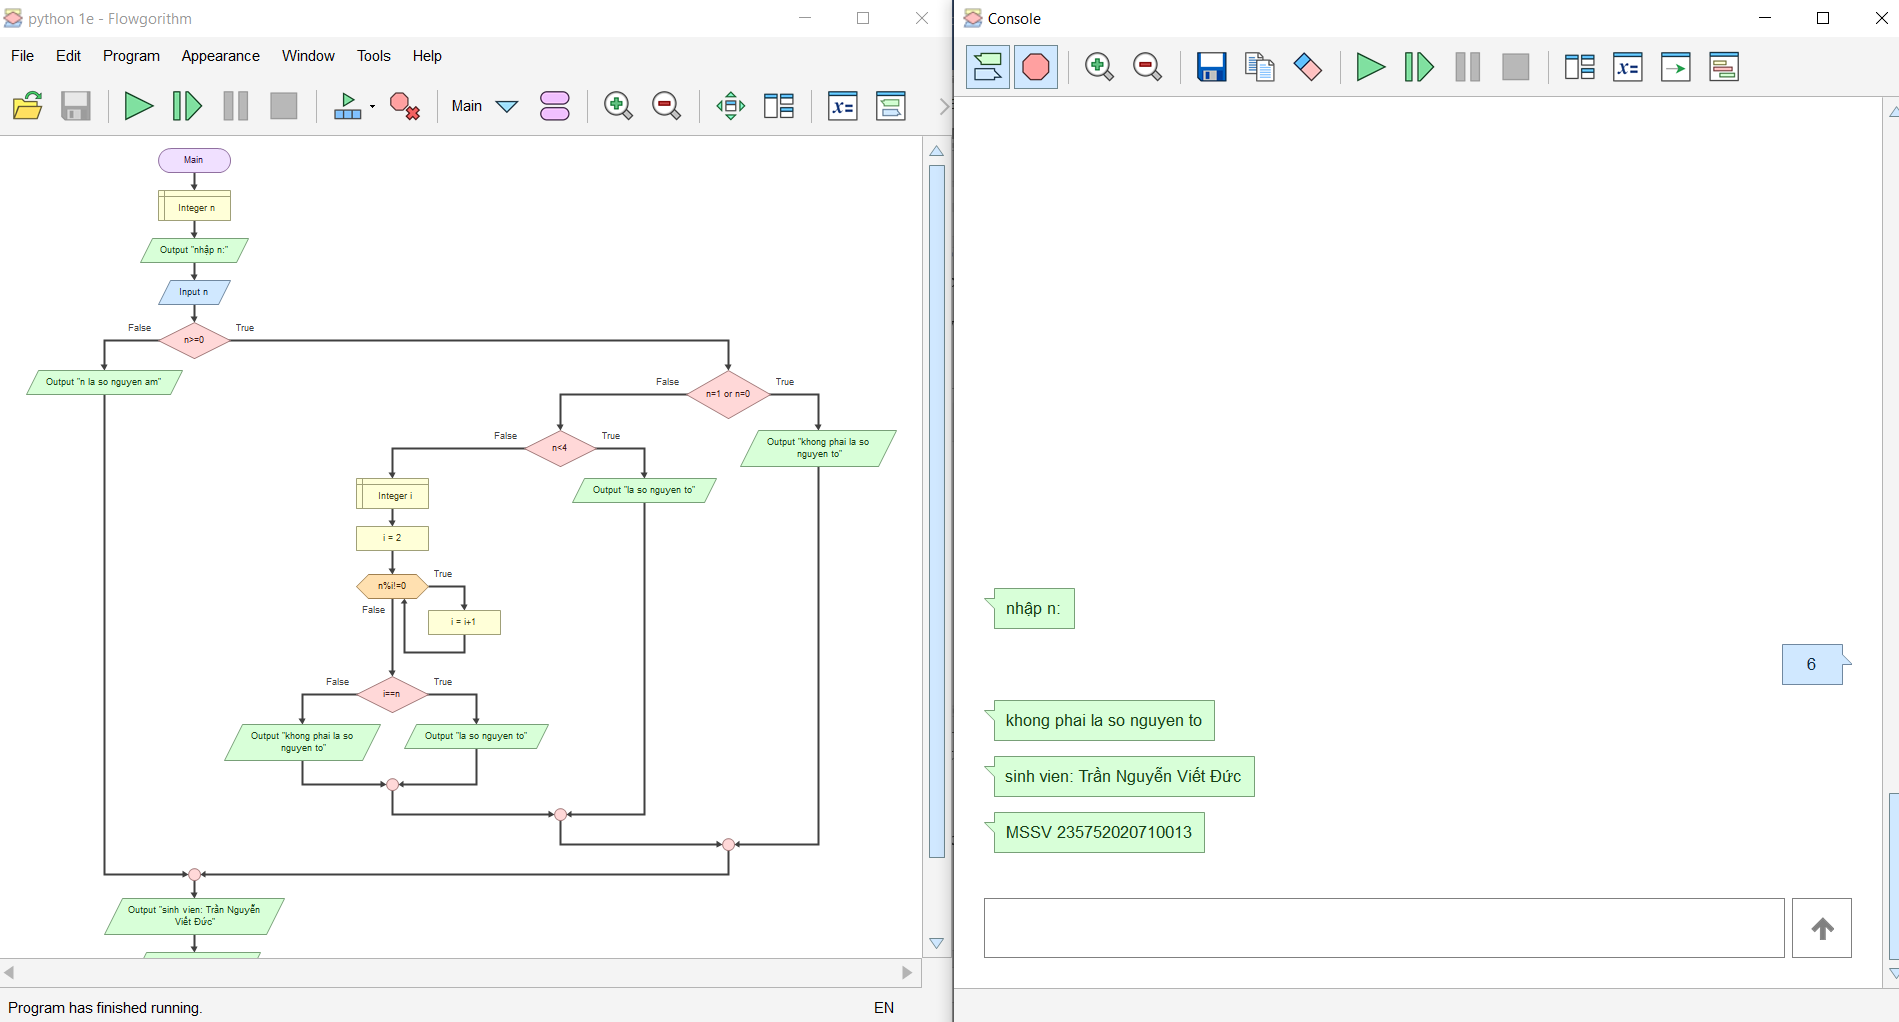 python 1e - Flowgorithm
File Edit Program Appearance Window Tools Help
Main
x=
Main
Integer n
Output "nhập n:"
Input n
False
True
n>=0
Output "n la so nguyen am"
False
True
n=1 or n=0
Output "khong phai la so
nguyen to"
False
True
n<4
Output "la so nguyen to"
Integer i
i = 2
n%i!=0
True
False
i = i+1
False
True
i==n
Output "khong phai la so
nguyen to"
Output "la so nguyen to"
Output "sinh vien: Trần Nguyễn
Viết Đức"
Program has finished running.
EN
Console
x=
nhập n:
6
khong phai la so nguyen to
sinh vien: Trần Nguyễn Viết Đức
MSSV 235752020710013